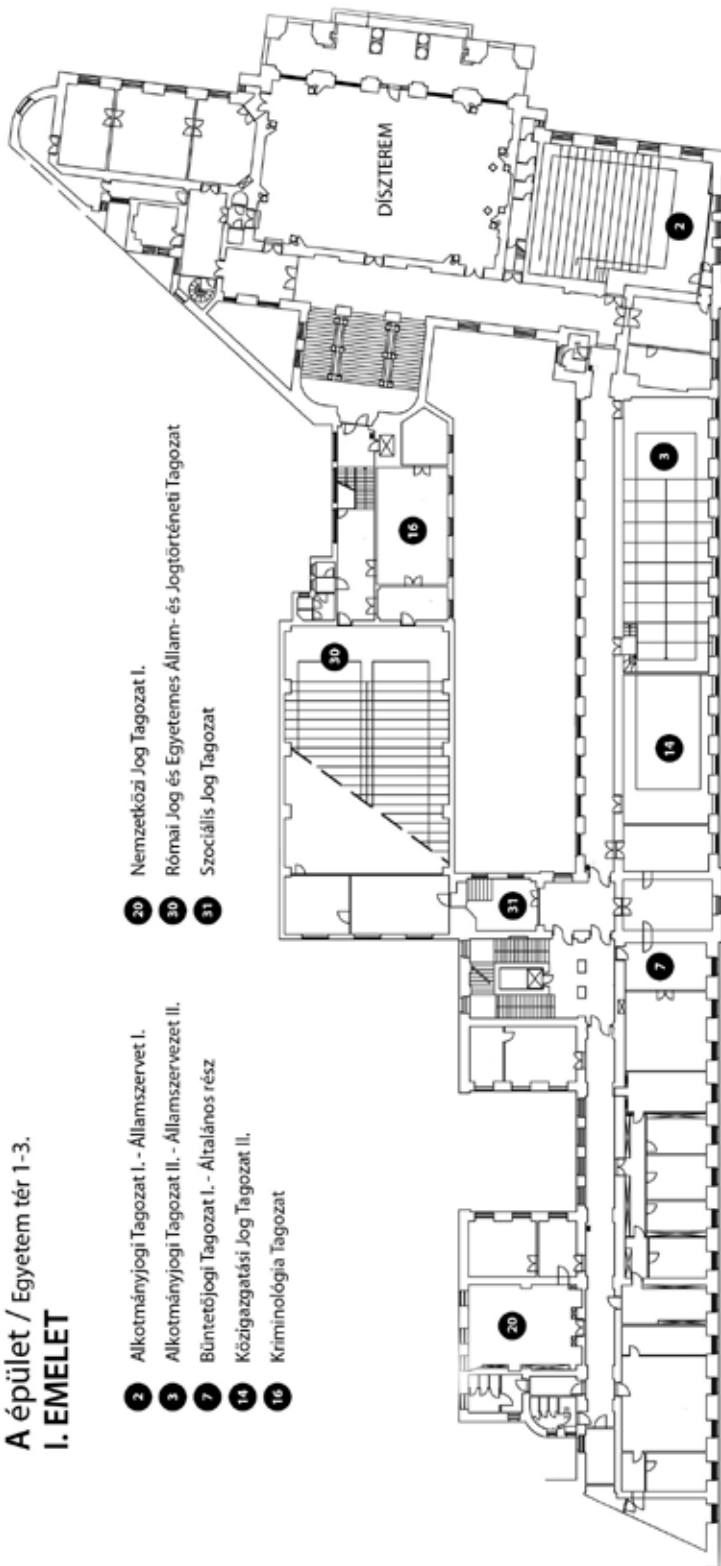 A épület / Egyetem tér 1-3.
I. EMELET
2 Alkotmányjogi Tagozat I. - Államszervet I.
3 Alkotmányjogi Tagozat II. - Államszervezet II.
7 Büntetőjogi Tagozat I. - Általános rész
14 Közigazgatási Jog Tagozat II.
16 Kriminológia Tagozat
20 Nemzetközi Jog Tagozat I.
30 Római Jog és Egyetemes Állam- és Jogtörténeti Tagozat
31 Szociális Jog Tagozat
DÍSZTEREM
2
3
14
16
30
31
7
20